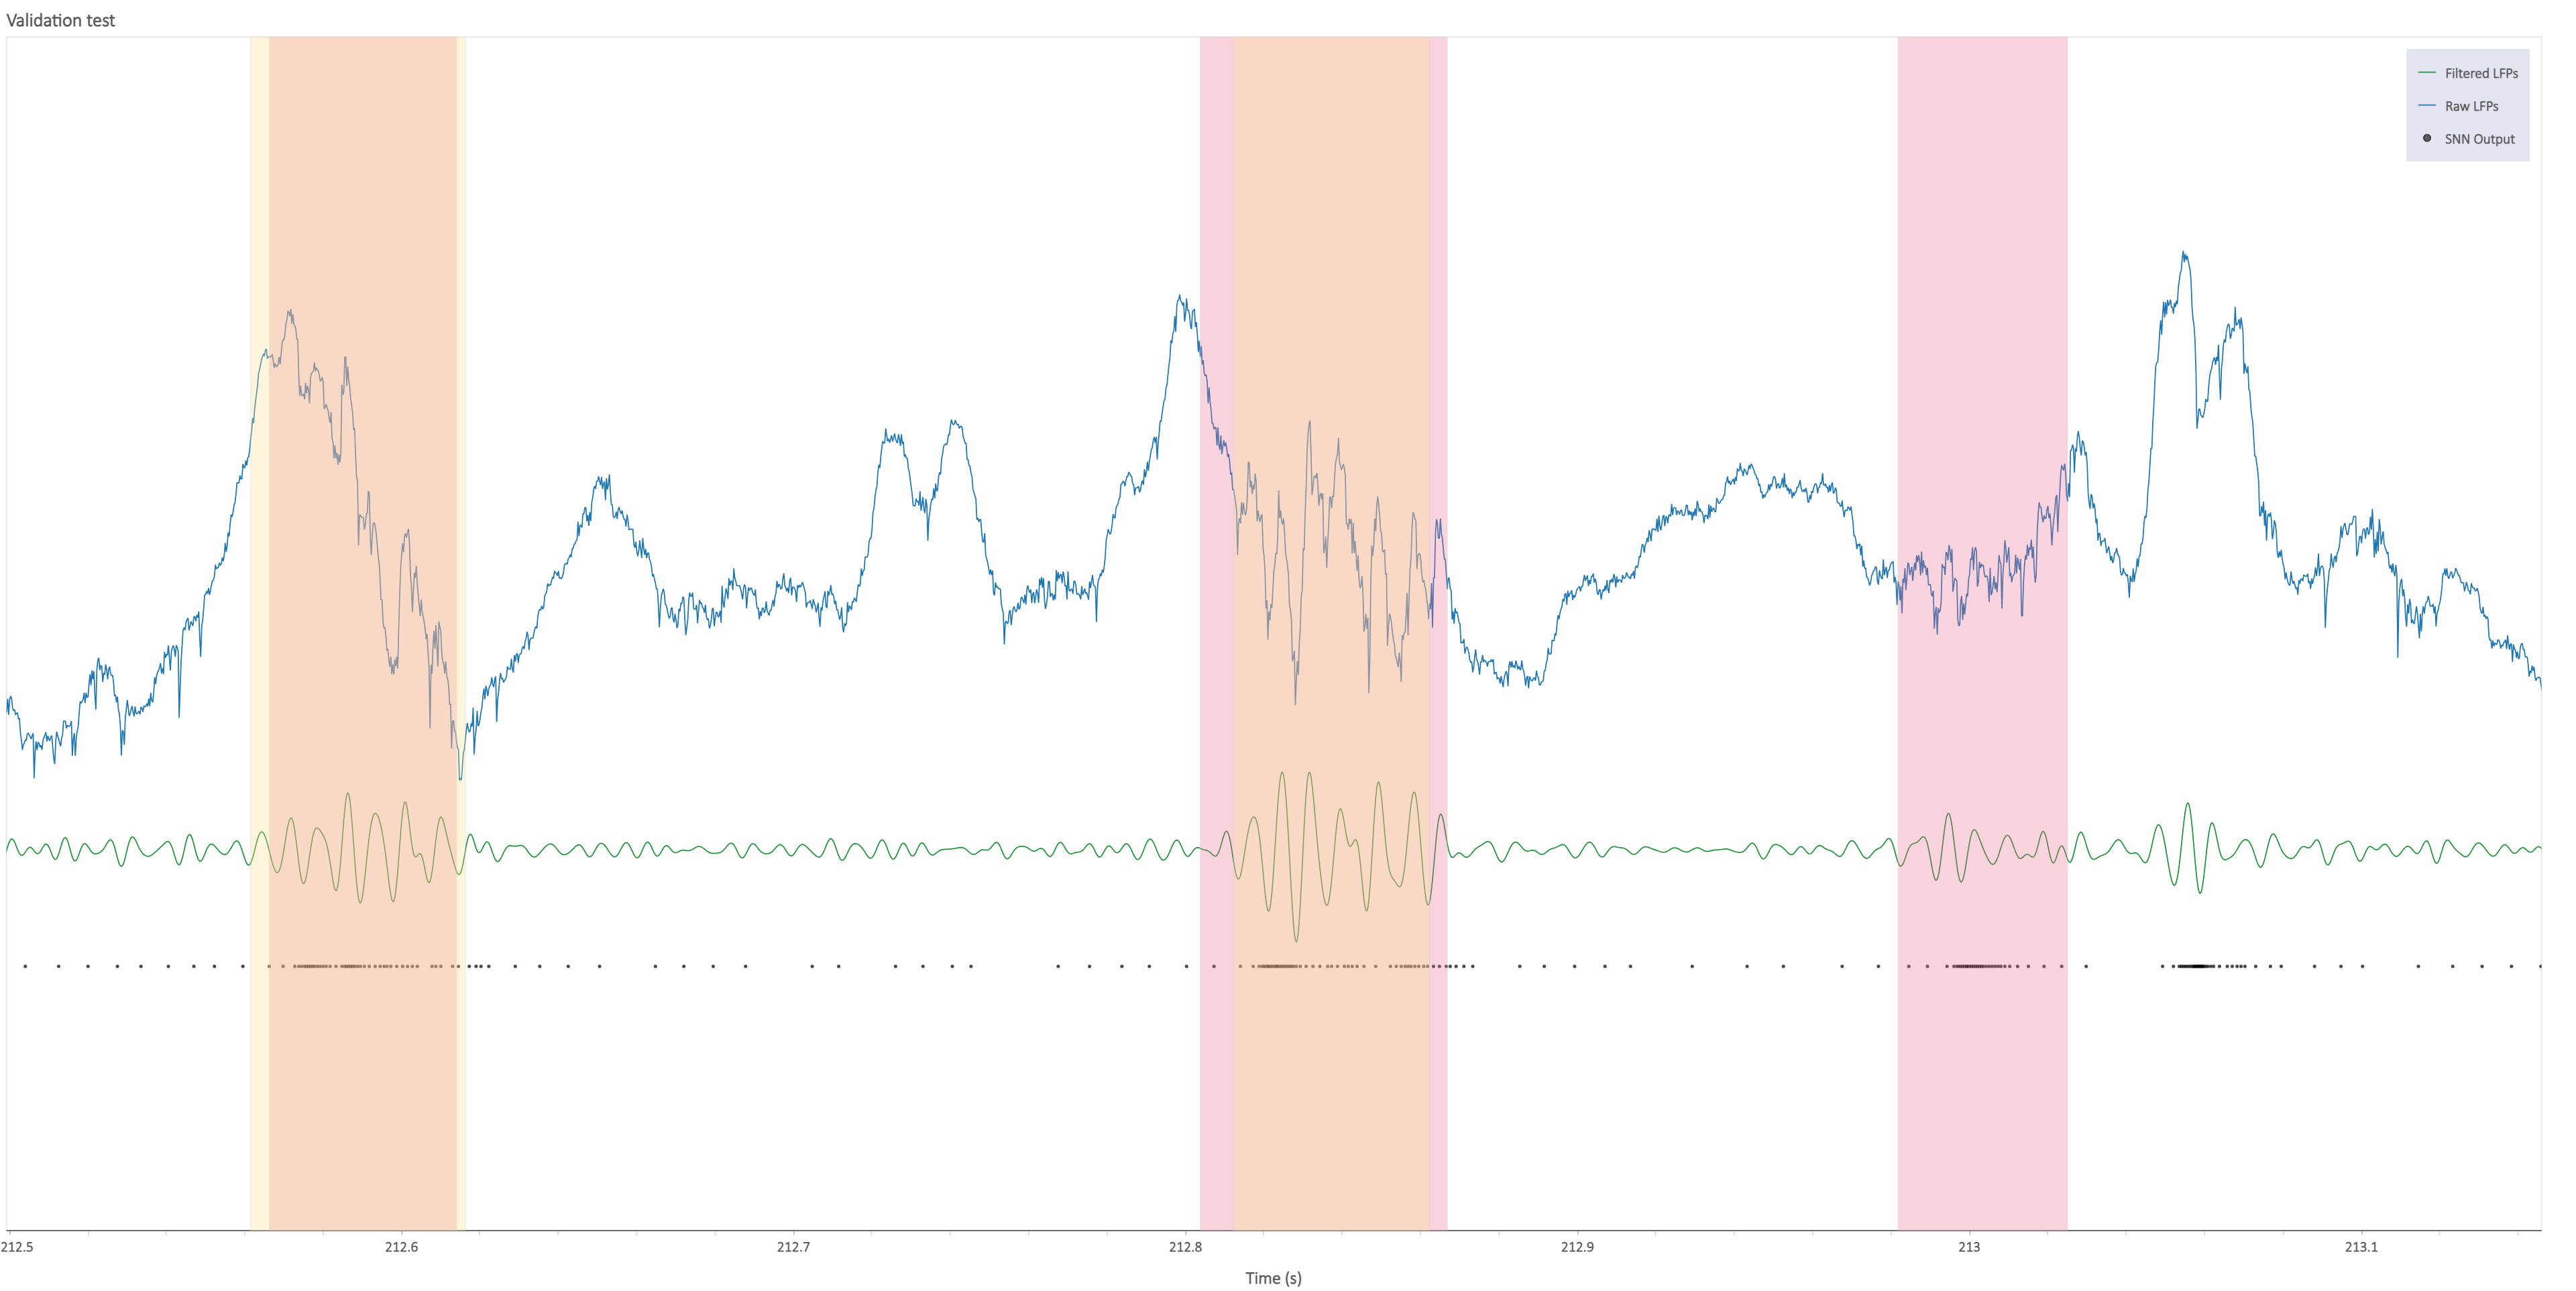 Validation test
Filtered LFPs
Raw LFPs
SNN Output
212.5 212.6 212.7 212.8 212.9 213 213.1
Time (s)